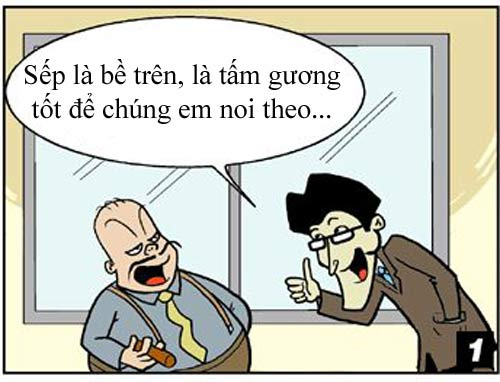 Sếp là bề trên, là tấm gương
tốt để chúng em noi theo...
1